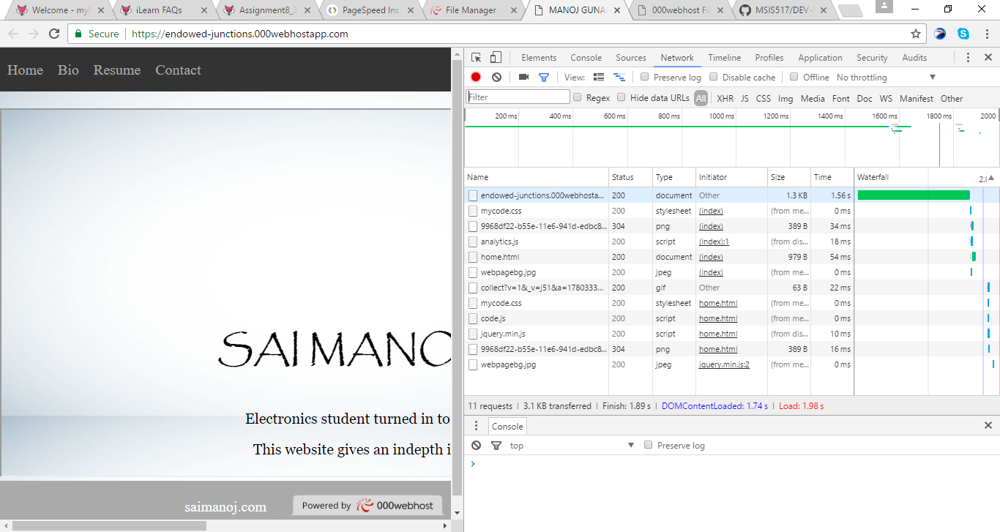 Welcome - my
iLearn FAQs
Assignment8_3
PageSpeed Ins
File Manager
MANOJ GUNA
000webhost Fi
MSIS517/DEV-
Secure
https://endowed-junctions.000webhostapp.com
Home Bio Resume Contact
SAI MANO
Electronics student turned in to
This website gives an indepth i
saimanoj.com
Powered by 000webhost
Elements Console Sources Network Timeline Profiles Application Security Audits
View: Preserve log Disable cache Offline No throttling
Filter Regex Hide data URLs All XHR JS CSS Img Media Font Doc WS Manifest Other
200 ms 400 ms 600 ms 800 ms 1000 ms 1200 ms 1400 ms 1600 ms 1800 ms 2000
Name Status Type Initiator Size Time Waterfall 2.(
endowed-junctions.000webhosta... 200 document Other 1.3 KB 1.56 s
mycode.css 200 stylesheet (index) (from me... 0 ms
9968df22-b55e-11e6-941d-edbc8... 304 png (index) 389 B 34 ms
analytics.js 200 script (index):1 (from dis... 18 ms
home.html 200 document (index) 979 B 54 ms
webpagebg.jpg 200 jpeg (index) (from me... 0 ms
collect?v=1&_v=j51&a=1780333... 200 gif Other 63 B 22 ms
mycode.css 200 stylesheet home.html (from me... 0 ms
code.js 200 script home.html (from me... 0 ms
jquery.min.js 200 script home.html (from dis... 10 ms
9968df22-b55e-11e6-941d-edbc8... 304 png home.html 389 B 16 ms
webpagebg.jpg 200 jpeg jquery.min.js:2 (from me... 0 ms
11 requests | 3.1 KB transferred | Finish: 1.89 s | DOMContentLoaded: 1.74 s | Load: 1.98 s
Console
top Preserve log